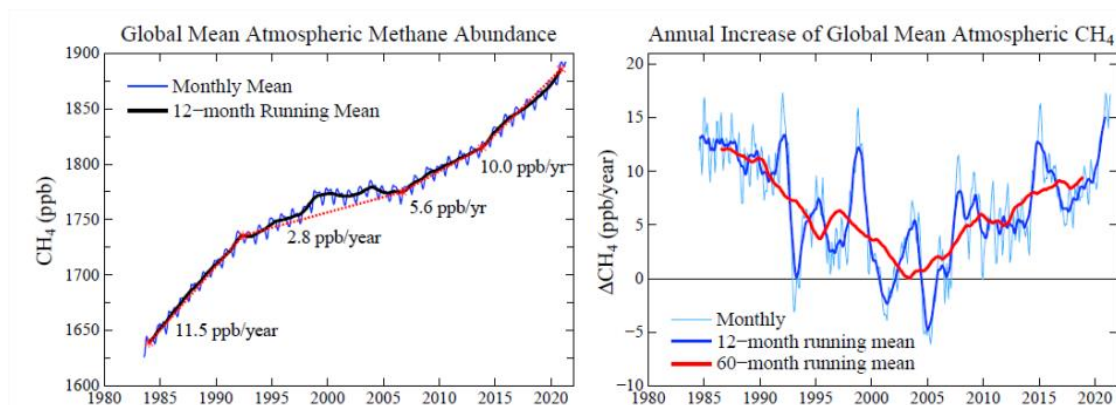 Global Mean Atmospheric Methane Abundance
1900
1850
1800
1750
1700
1650
1600
CH₄ (ppb)
Monthly Mean
12−month Running Mean
10.0 ppb/yr
5.6 ppb/yr
2.8 ppb/year
11.5 ppb/year
1980 1985 1990 1995 2000 2005 2010 2015 2020
Annual Increase of Global Mean Atmospheric CH₄
20
15
10
5
0
−5
−10
ΔCH₄ (ppb/year)
Monthly
12−month running mean
60−month running mean
1980 1985 1990 1995 2000 2005 2010 2015 2020